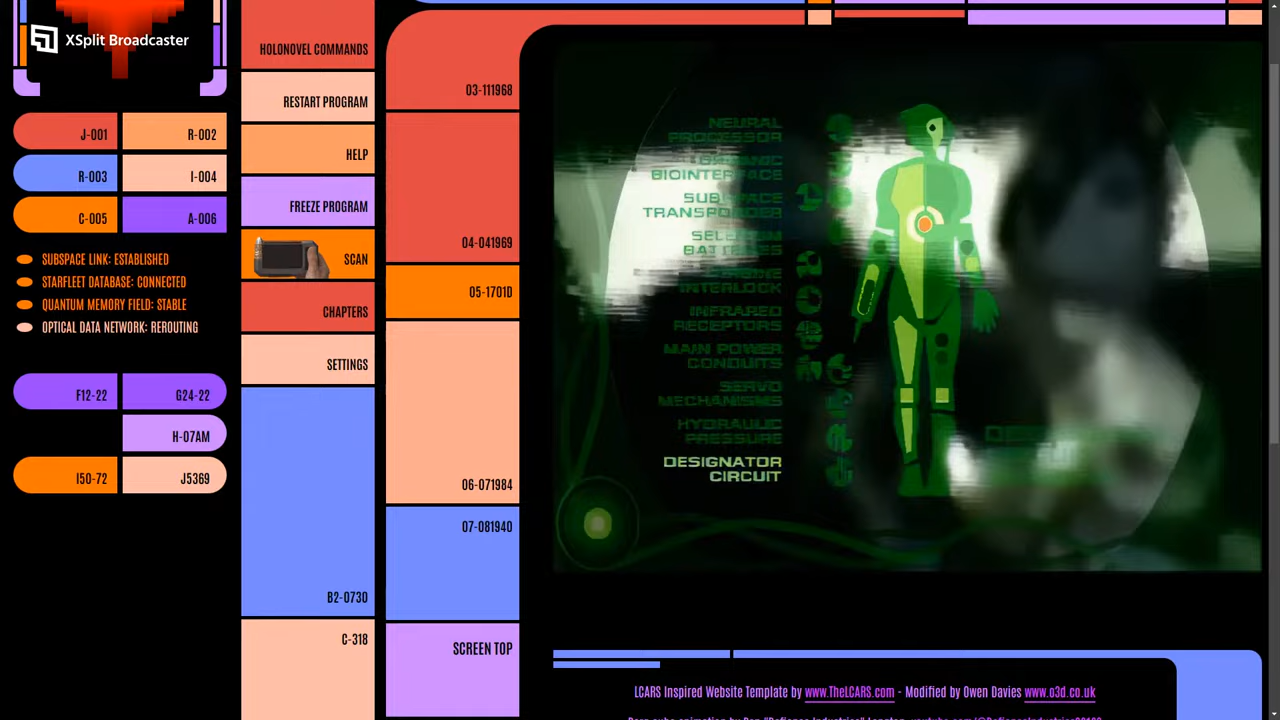 XSplit Broadcaster
J-001
R-002
R-003
I-004
C-005
A-006
SUBSPACE LINK: ESTABLISHED
STARFLEET DATABASE: CONNECTED
QUANTUM MEMORY FIELD: STABLE
OPTICAL DATA NETWORK: REROUTING
F12-22
G24-22
H-07AM
I50-72
J5369
HOLONOVEL COMMANDS
RESTART PROGRAM
HELP
FREEZE PROGRAM
SCAN
CHAPTERS
SETTINGS
B2-0730
C-318
03-111968
04-041969
05-1701D
06-071984
07-081940
SCREEN TOP
NEURAL
PROCESSOR
ORGANIC
BIOINTERFACE
SUBSPACE
TRANSPONDER
SELENIUM
BATTERIES
INTERLOCK
INFRARED
RECEPTORS
MAIN POWER
CONDUITS
SERVO
MECHANISMS
HYDRAULIC
PRESSURE
DESIGNATOR
CIRCUIT
LCARS Inspired Website Template by www.TheLCARS.com - Modified by Owen Davies www.o3d.co.uk